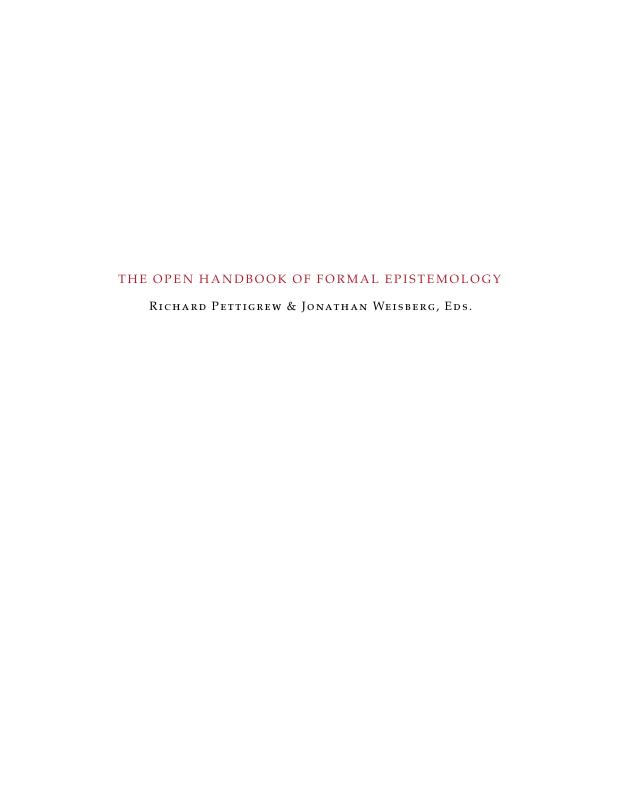 THE OPEN HANDBOOK OF FORMAL EPISTEMOLOGY
Richard Pettigrew & Jonathan Weisberg, Eds.